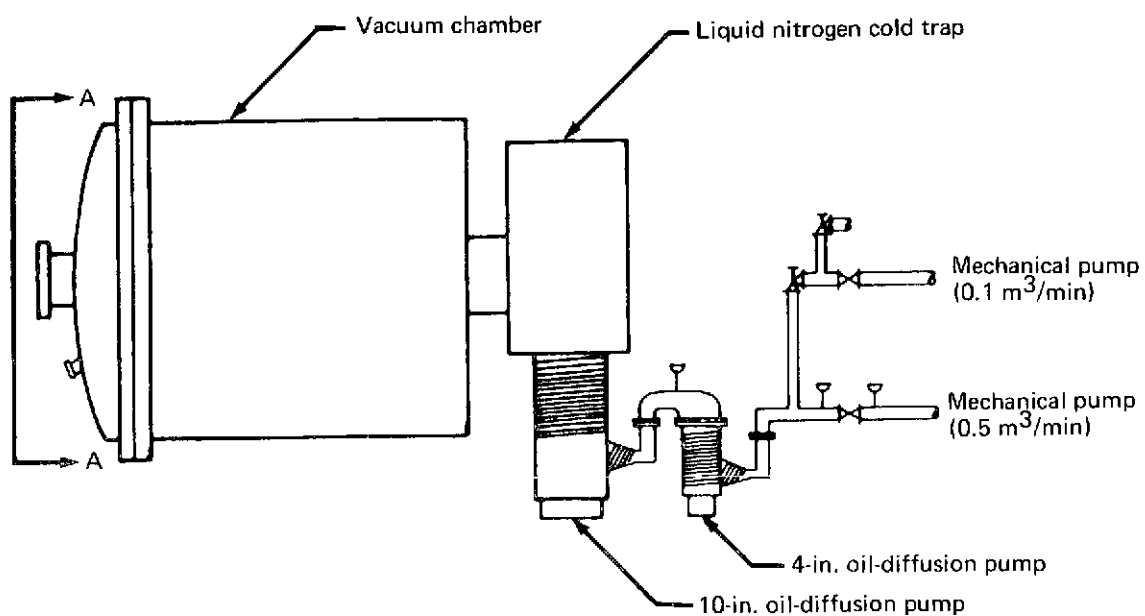 Vacuum chamber
Liquid nitrogen cold trap
A
Mechanical pump
(0.1 m³/min)
Mechanical pump
(0.5 m³/min)
A
4-in. oil-diffusion pump
10-in. oil-diffusion pump